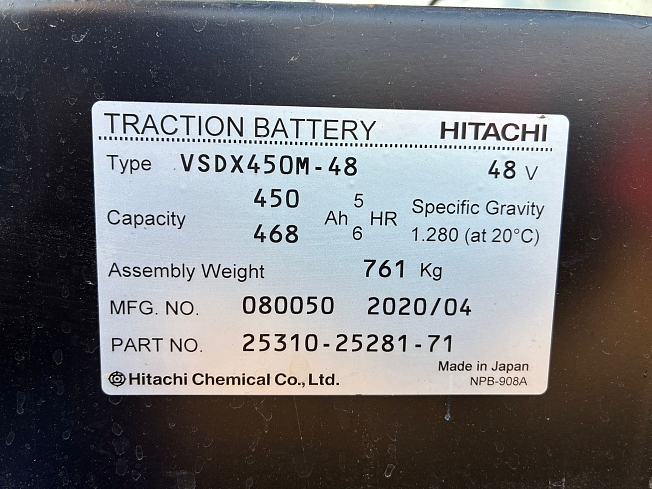 TRACTION BATTERY HITACHI
Type VSDX450M-48 48 V
Capacity 450 Ah 5 HR Specific Gravity
468 6 1.280 (at 20°C)
Assembly Weight 761 Kg
MFG. NO. 080050 2020/04
PART NO. 25310-25281-71
Made in Japan
Hitachi Chemical Co., Ltd. NPB-908A